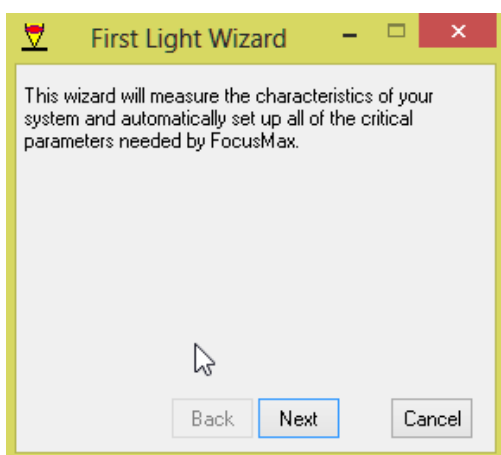 First Light Wizard
This wizard will measure the characteristics of your
system and automatically set up all of the critical
parameters needed by FocusMax.
Back Next Cancel